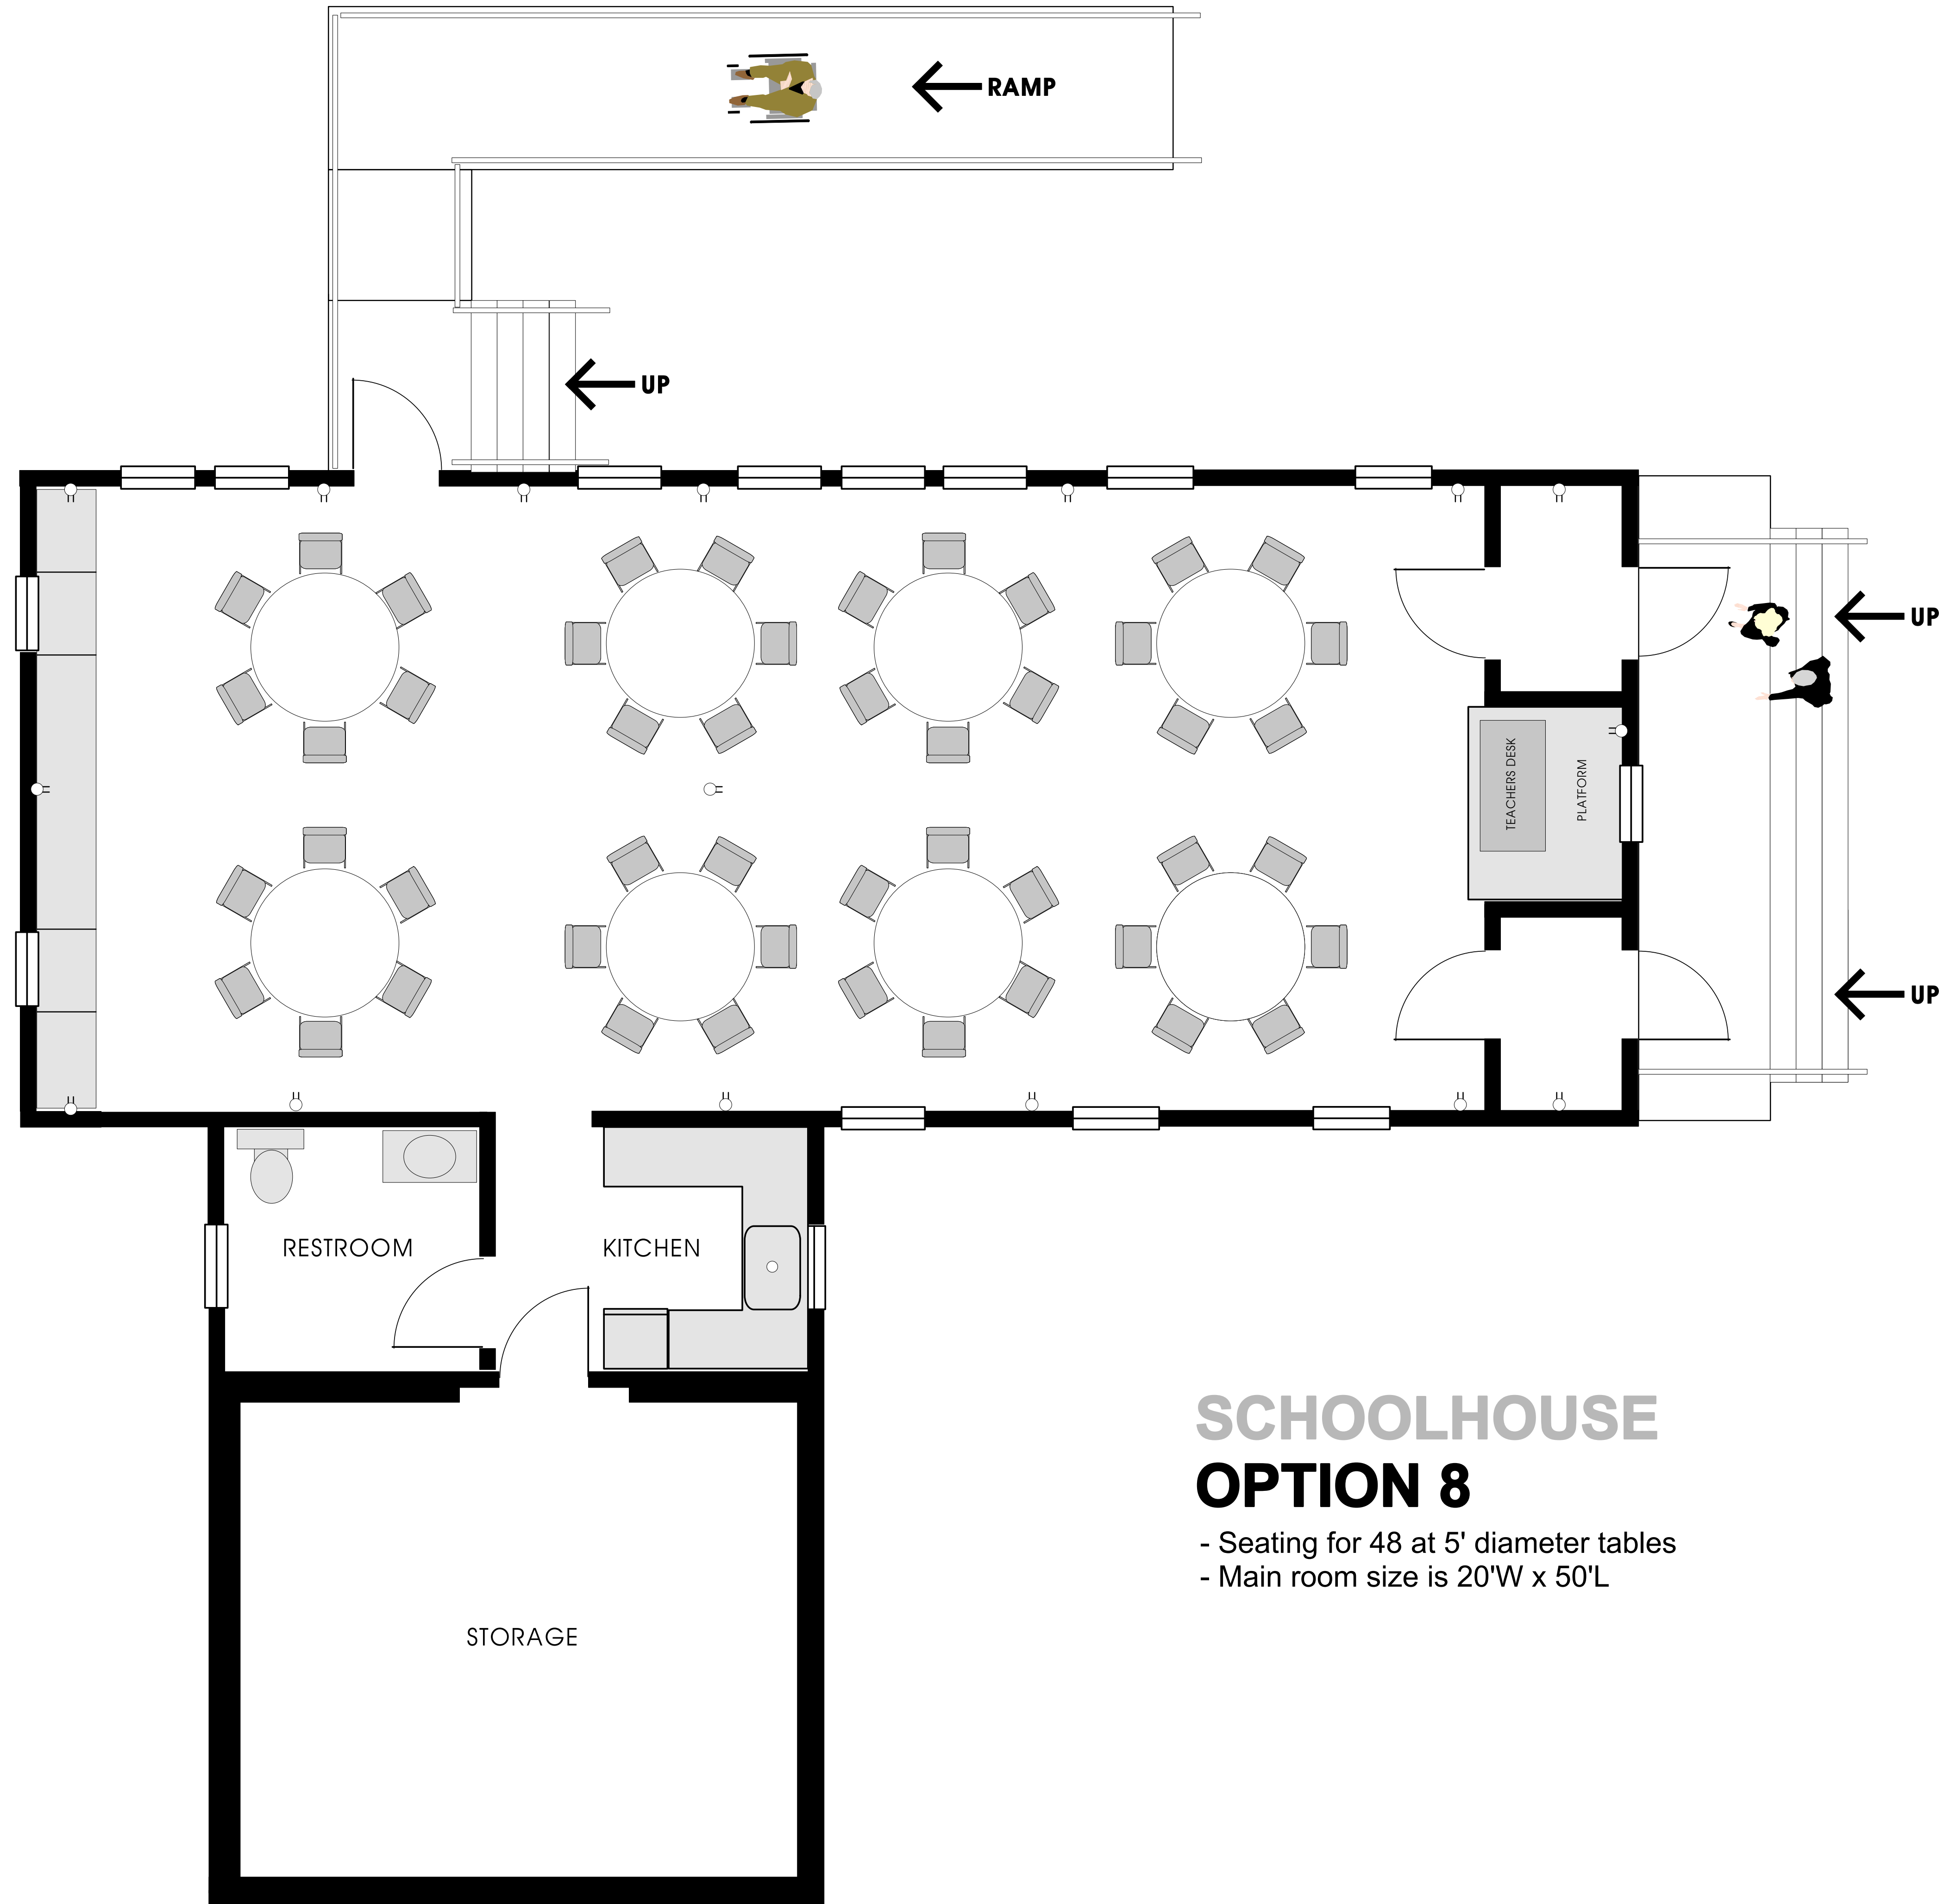 RAMP
UP
UP
TEACHERS DESK
PLATFORM
UP
RESTROOM
KITCHEN
SCHOOLHOUSE
OPTION 8
- Seating for 48 at 5' diameter tables
- Main room size is 20'W x 50'L
STORAGE